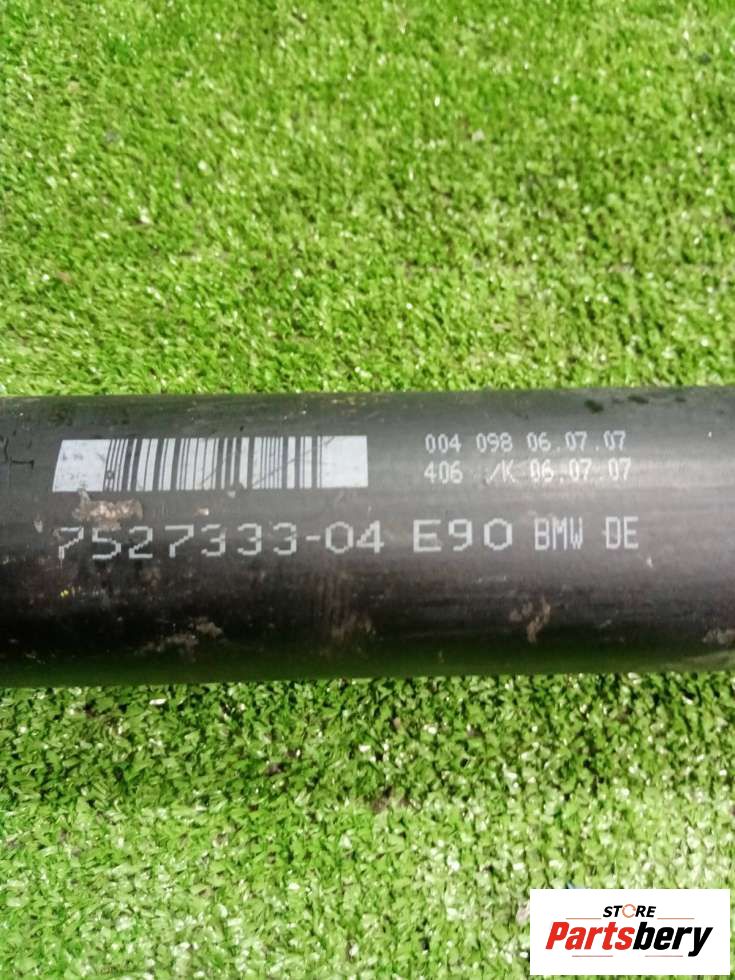 004 098 06.07.07
406 /K 06.07.07
7527333-04 E90 BMW DE
STORE
Partsbery